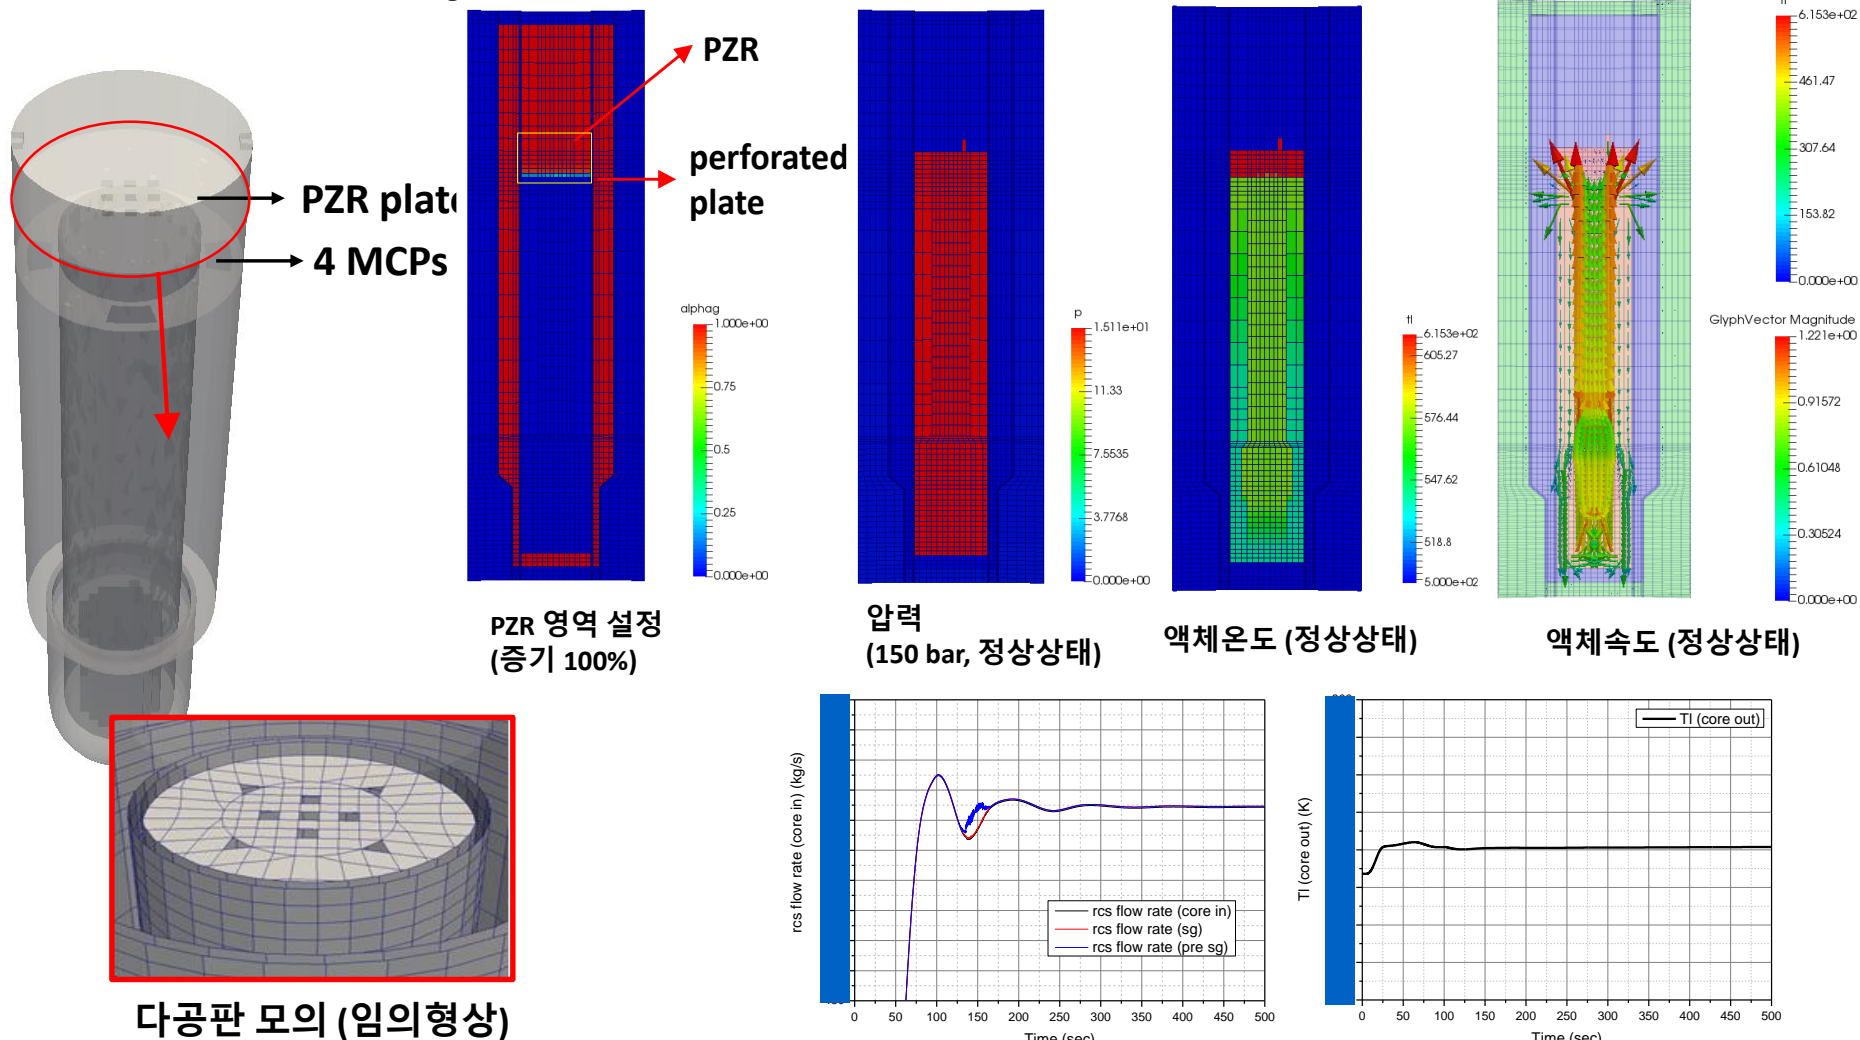 PZR
perforated
plate
PZR plate
4 MCPs
alphag
1.000e+00
0.75
0.5
0.25
0.000e+00
PZR 영역 설정
(증기 100%)
p
1.511e+01
11.33
7.5535
3.7768
0.000e+00
압력
(150 bar, 정상상태)
tl
6.153e+02
605.27
576.44
547.62
518.8
5.000e+02
액체온도 (정상상태)
6.153e+02
461.47
307.64
153.82
0.000e+00
GlyphVector Magnitude
1.221e+00
0.91572
0.61048
0.30524
0.000e+00
액체속도 (정상상태)
다공판 모의 (임의형상)
rcs flow rate (core in) (kg/s)
rcs flow rate (core in)
rcs flow rate (sg)
rcs flow rate (pre sg)
0 50 100 150 200 250 300 350 400 450 500
Time (sec)
Tl (core out) (K)
Tl (core out)
0 50 100 150 200 250 300 350 400 450 500
Time (sec)